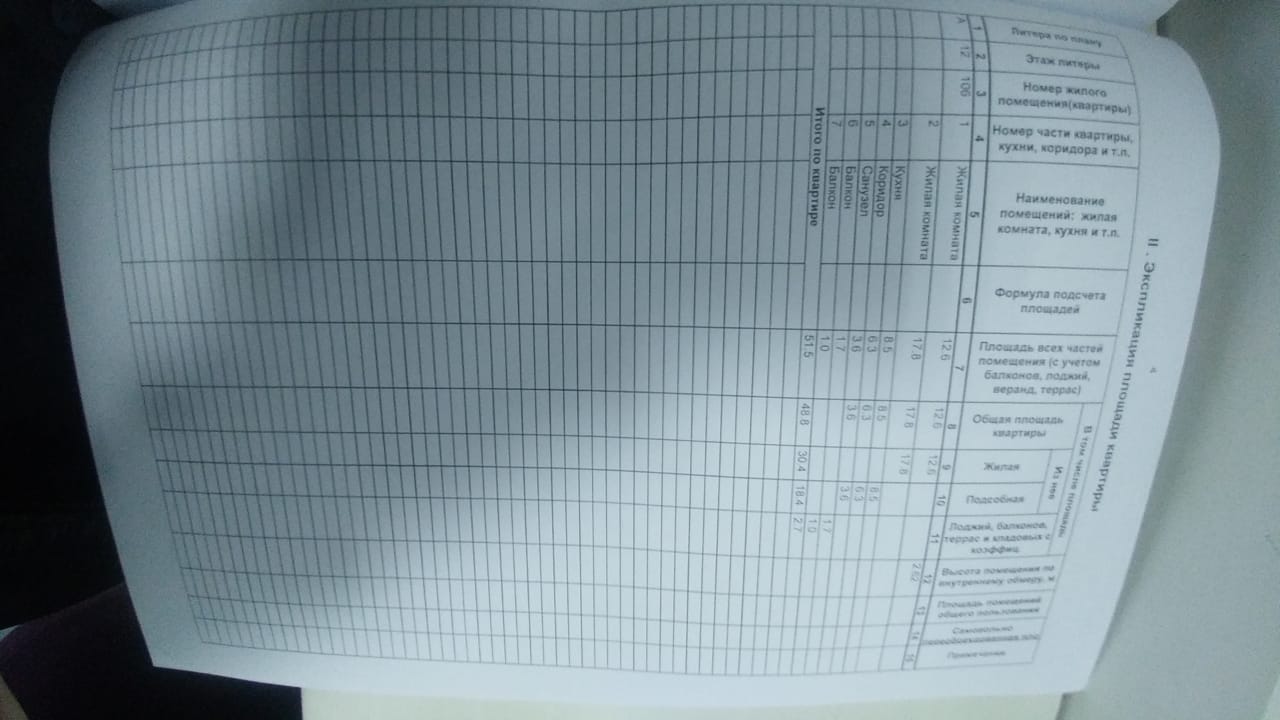 4
II . Экспликация площади квартиры
Литера по плану
Этаж литеры
Номер жилого помещения(квартиры)
Номер части квартиры, кухни, коридора и т.п.
Наименование помещений: жилая комната, кухня и т.п.
Формула подсчета площадей
Площадь всех частей помещения (с учетом балконов, лоджий, веранд, террас)
В том числе площадь
Общая площадь квартиры
Из нее
Жилая
Подсобная
Лоджий, балконов, террас и кладовых с коэффиц.
Высота помещения по внутреннему обмеру, м
Площадь помещений общего пользования
Самовольно
Примечание
1 2 3 4 5 6 7 8 9 10 11 12 13 14 15
А 12 106 1 Жилая комната 12.6 12.6 12.6 2.62
2 Жилая комната 17.8 17.8 17.8
3 Кухня 8.5 8.5 8.5
4 Коридор 6.3 6.3 6.3
5 Санузел 3.6 3.6 3.6
6 Балкон 1.7 1.7
7 Балкон 1.0 1.0
Итого по квартире 51.5 48.8 30.4 18.4 2.7